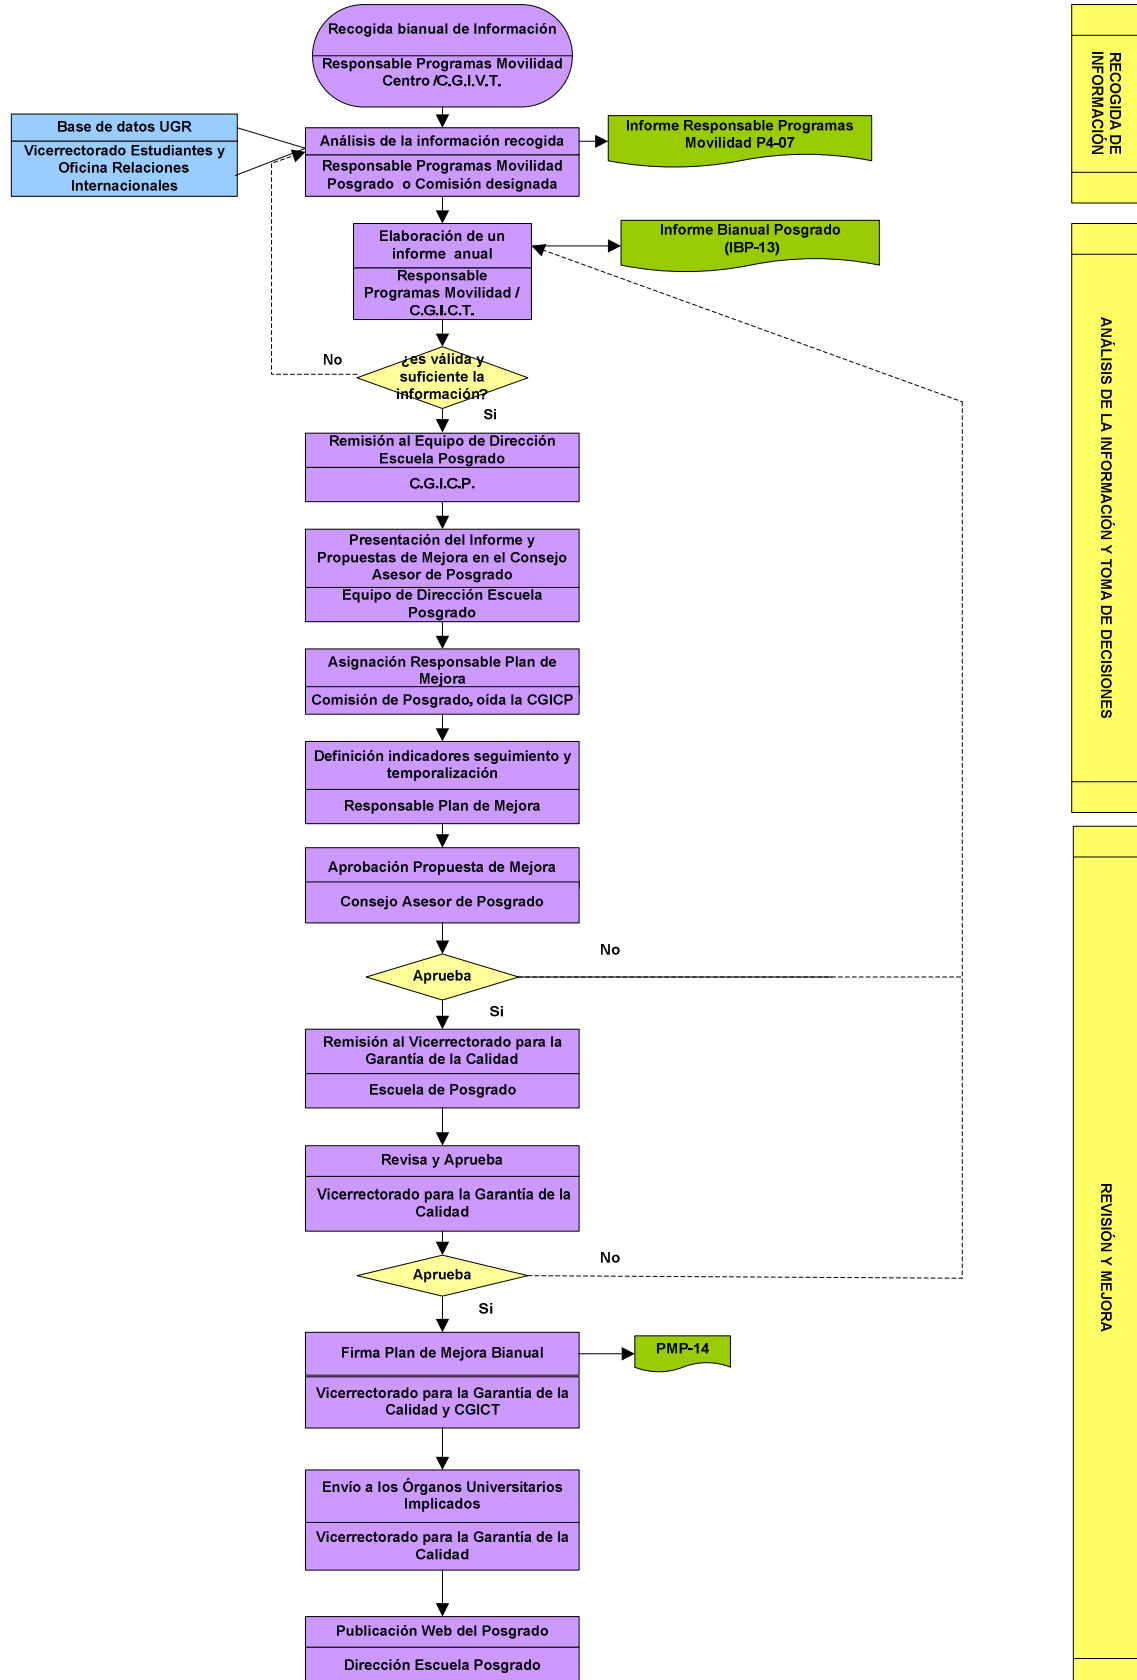 Recogida bianual de Información
Responsable Programas Movilidad
Centro /C.G.I.V.T.
Base de datos UGR
Vicerrectorado Estudiantes y
Oficina Relaciones
Internacionales
Análisis de la información recogida
Responsable Programas Movilidad
Posgrado o Comisión designada
Informe Responsable Programas
Movilidad P4-07
Elaboración de un
informe anual
Responsable
Programas Movilidad /
C.G.I.C.T.
Informe Bianual Posgrado
(IBP-13)
No
¿es válida y
suficiente la
información?
Si
Remisión al Equipo de Dirección
Escuela Posgrado
C.G.I.C.P.
Presentación del Informe y
Propuestas de Mejora en el Consejo
Asesor de Posgrado
Equipo de Dirección Escuela
Posgrado
Asignación Responsable Plan de
Mejora
Comisión de Posgrado, oída la CGICP
Definición indicadores seguimiento y
temporalización
Responsable Plan de Mejora
Aprobación Propuesta de Mejora
Consejo Asesor de Posgrado
No
Aprueba
Si
Remisión al Vicerrectorado para la
Garantía de la Calidad
Escuela de Posgrado
Revisa y Aprueba
Vicerrectorado para la Garantía de la
Calidad
No
Aprueba
Si
Firma Plan de Mejora Bianual
Vicerrectorado para la Garantía de la
Calidad y CGICT
PMP-14
Envío a los Órganos Universitarios
Implicados
Vicerrectorado para la Garantía de la
Calidad
Publicación Web del Posgrado
Dirección Escuela Posgrado
RECOGIDA DE
INFORMACIÓN
ANÁLISIS DE LA INFORMACIÓN Y TOMA DE DECISIONES
REVISIÓN Y MEJORA